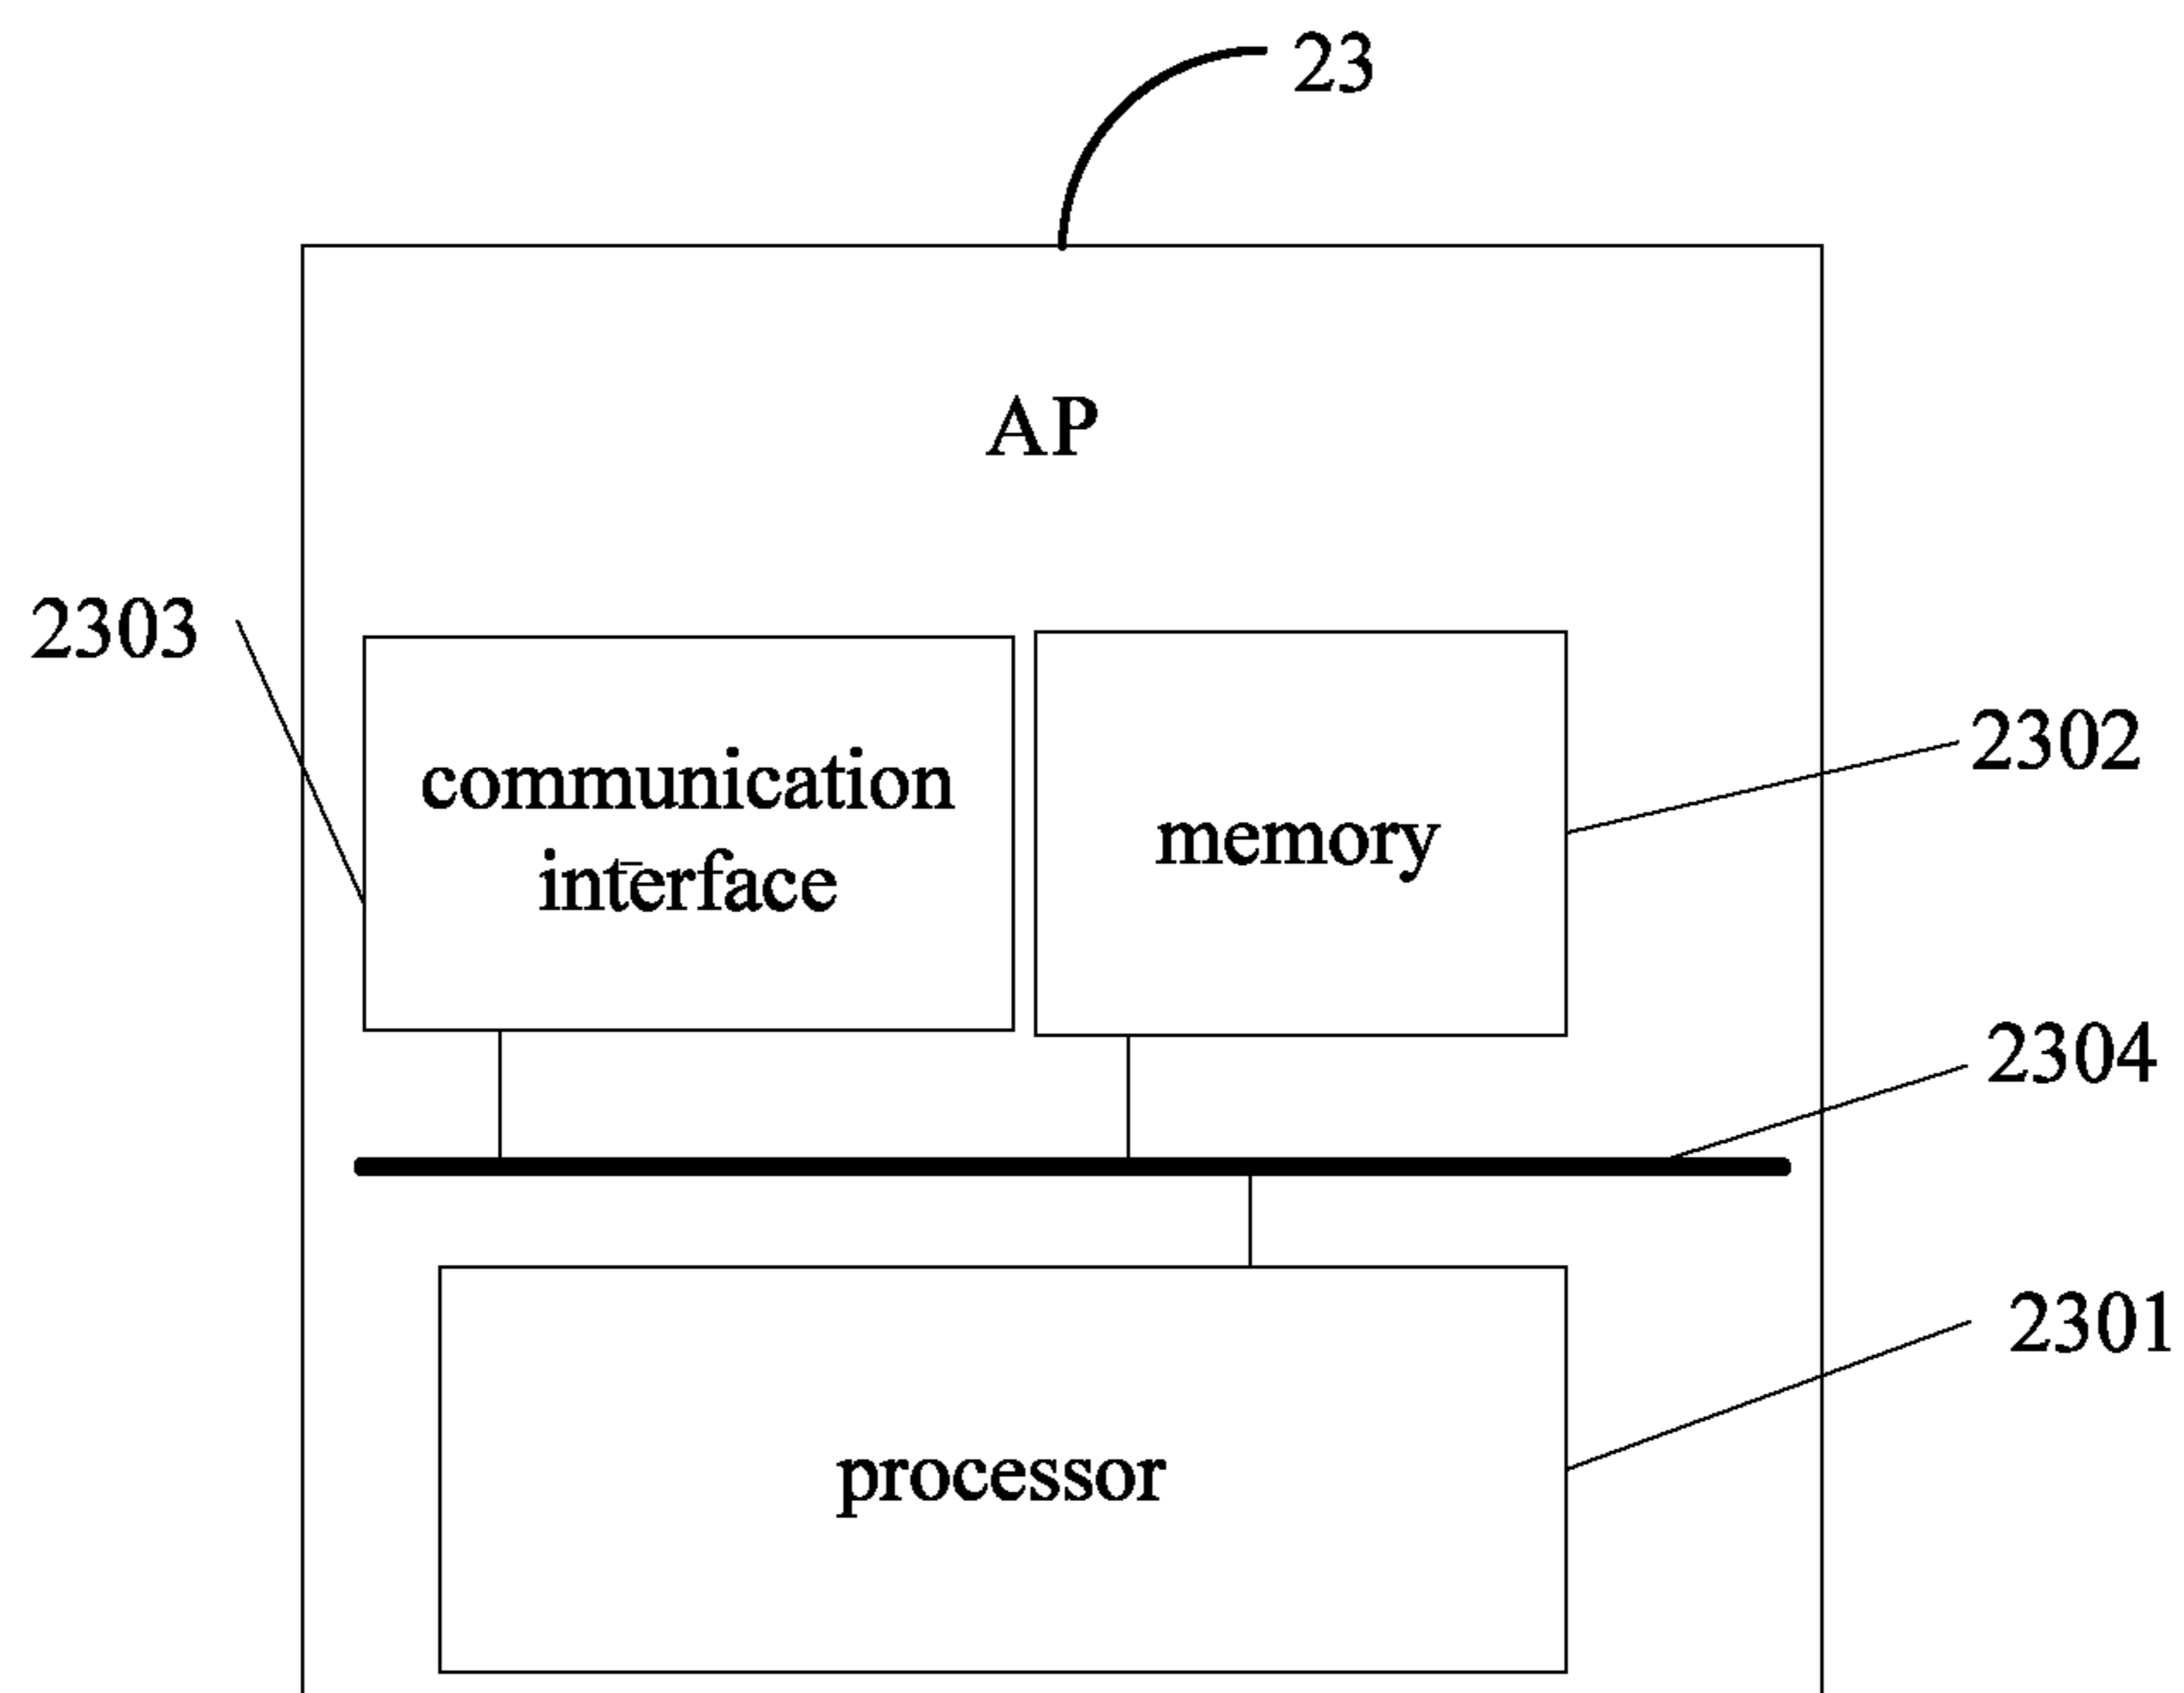 23
AP
2303
communication
interface
memory
2302
2304
2301
processor